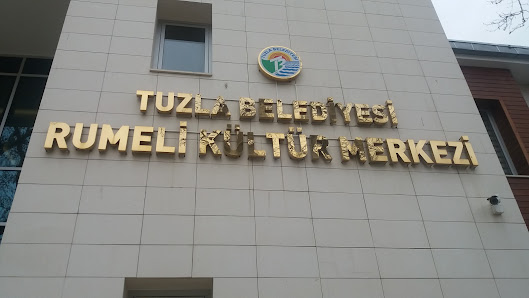 TUZLA BELEDİYESİ
RUMELİ KÜLTÜR MERKEZİ